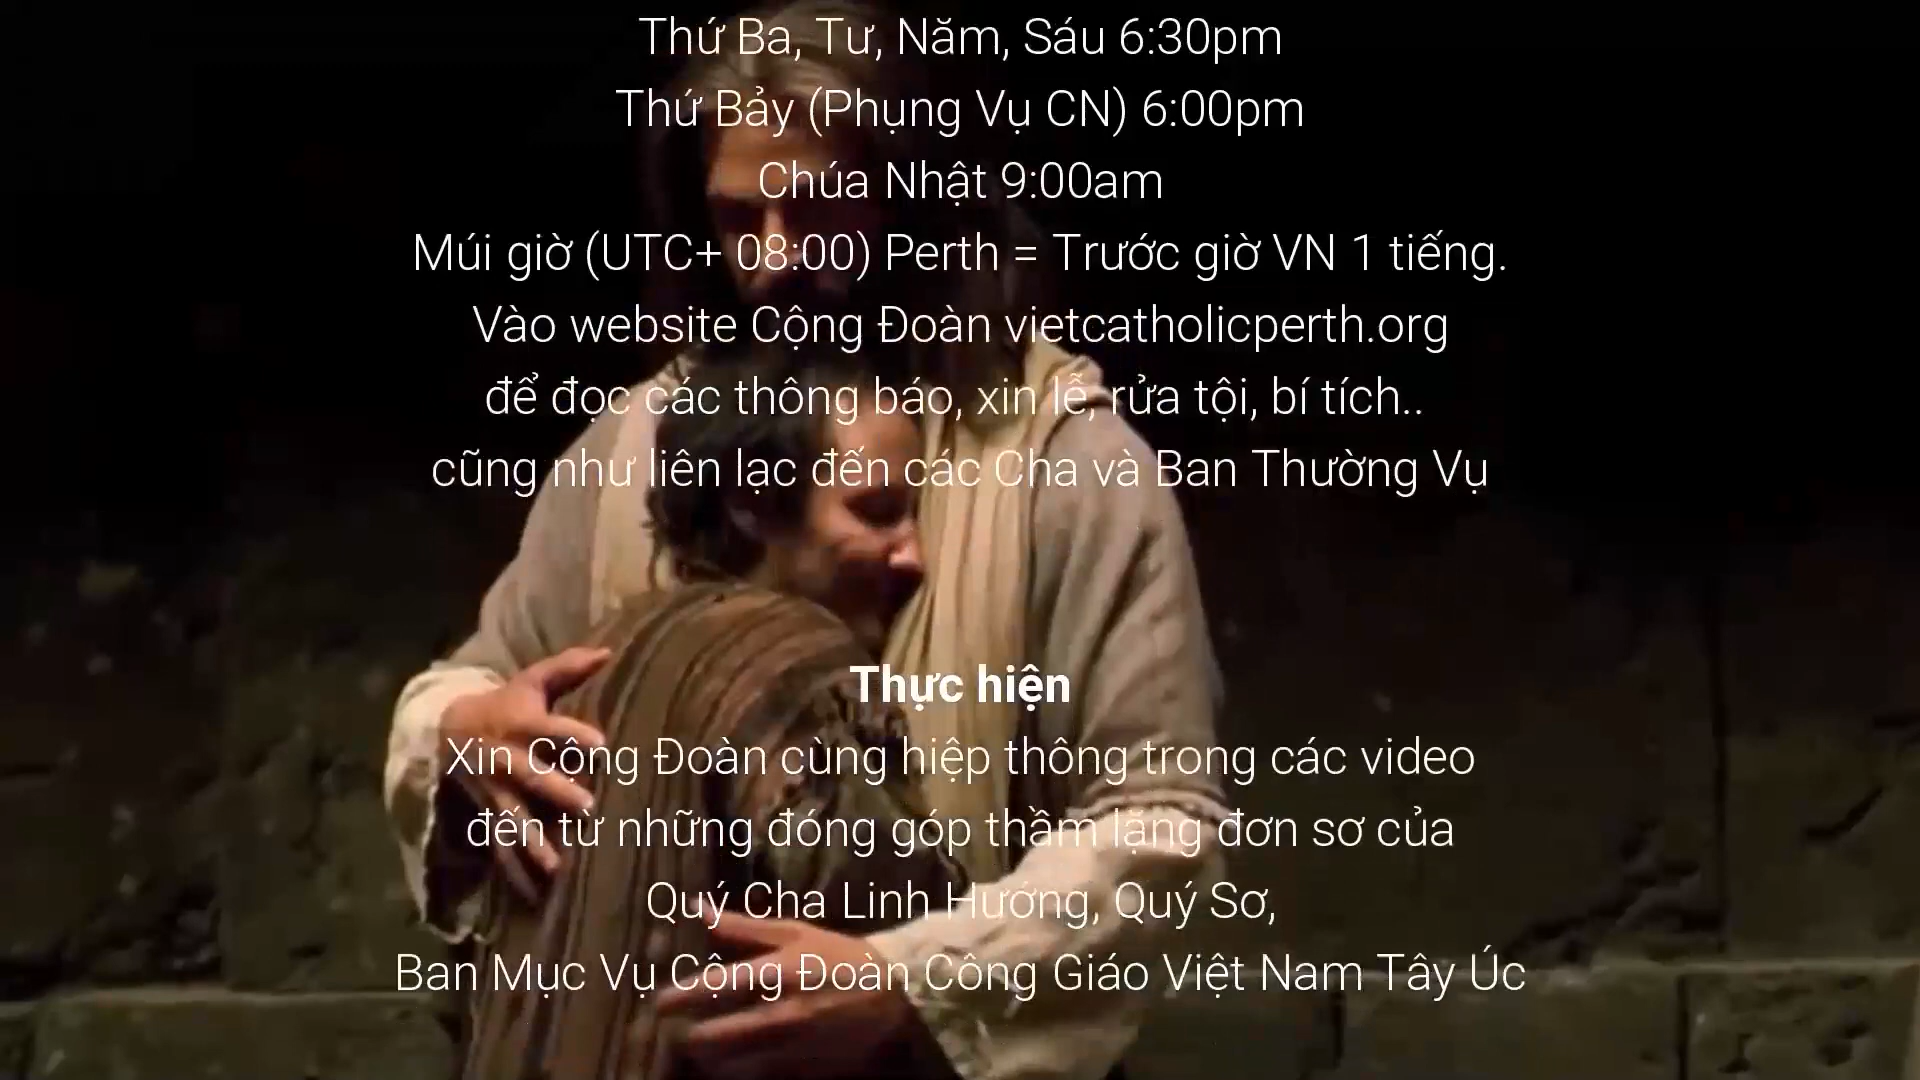 Thứ Ba, Tư, Năm, Sáu 6:30pm
Thứ Bảy (Phụng Vụ CN) 6:00pm
Chúa Nhật 9:00am
Múi giờ (UTC+ 08:00) Perth = Trước giờ VN 1 tiếng.
Vào website Cộng Đoàn vietcatholicperth.org
để đọc các thông báo, xin lễ, rửa tội, bí tích..
cũng như liên lạc đến các Cha và Ban Thường Vụ
Thực hiện
Xin Cộng Đoàn cùng hiệp thông trong các video
đến từ những đóng góp thầm lặng đơn sơ của
Quý Cha Linh Hướng, Quý Sơ,
Ban Mục Vụ Cộng Đoàn Công Giáo Việt Nam Tây Úc